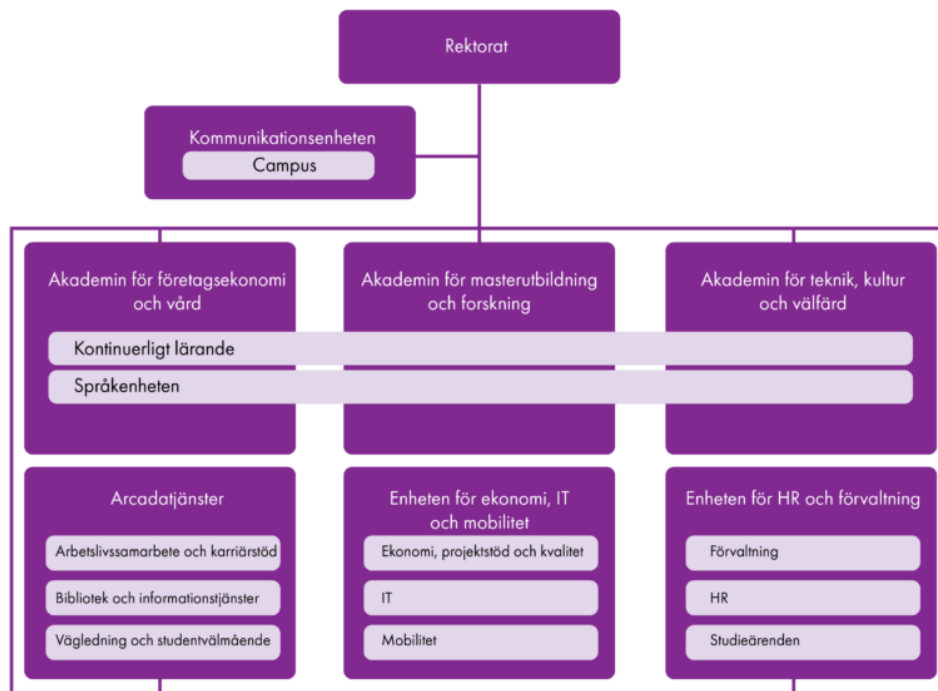 Rektorat
Kommunikationsenheten
Campus
Akademin för företagsekonomi
och vård
Akademin för masterutbildning
och forskning
Akademin för teknik, kultur
och välfärd
Kontinuerligt lärande
Språkenheten
Arcadatjänster
Arbetslivssamarbete och karriärstöd
Bibliotek och informationstjänster
Vägledning och studentvälmående
Enheten för ekonomi, IT
och mobilitet
Ekonomi, projektstöd och kvalitet
IT
Mobilitet
Enheten för HR och förvaltning
Förvaltning
HR
Studieärenden